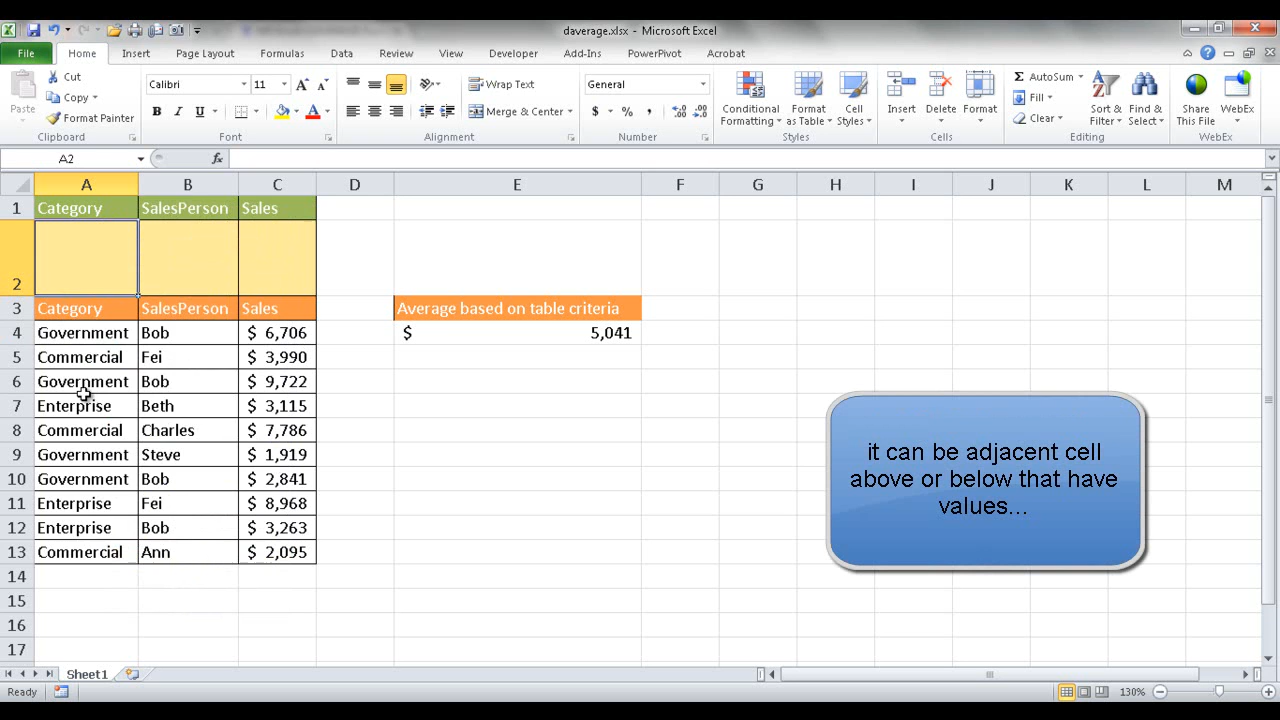 daverage.xlsx - Microsoft Excel
File Home Insert Page Layout Formulas Data Review View Developer Add-Ins PowerPivot Acrobat
Paste
Cut
Copy
Format Painter
Clipboard
Calibri 11
B I U
Font
Wrap Text
Merge & Center
Alignment
General
$ % ,
Number
Conditional
Formatting
Format
as Table
Cell
Styles
Styles
Insert
Delete
Format
Cells
Σ AutoSum
Fill
Clear
Editing
Sort &
Filter
Find &
Select
Share
This File
WebEx
WebEx
A2 fx
A B C D E F G H I J K L M
1 Category SalesPerson Sales
2
3 Category SalesPerson Sales Average based on table criteria
4 Government Bob $ 6,706 $ 5,041
5 Commercial Fei $ 3,990
6 Government Bob $ 9,722
7 Enterprise Beth $ 3,115
8 Commercial Charles $ 7,786
9 Government Steve $ 1,919
10 Government Bob $ 2,841
11 Enterprise Fei $ 8,968
12 Enterprise Bob $ 3,263
13 Commercial Ann $ 2,095
14
15
16
17
it can be adjacent cell
above or below that have
values...
Sheet1
Ready 130%